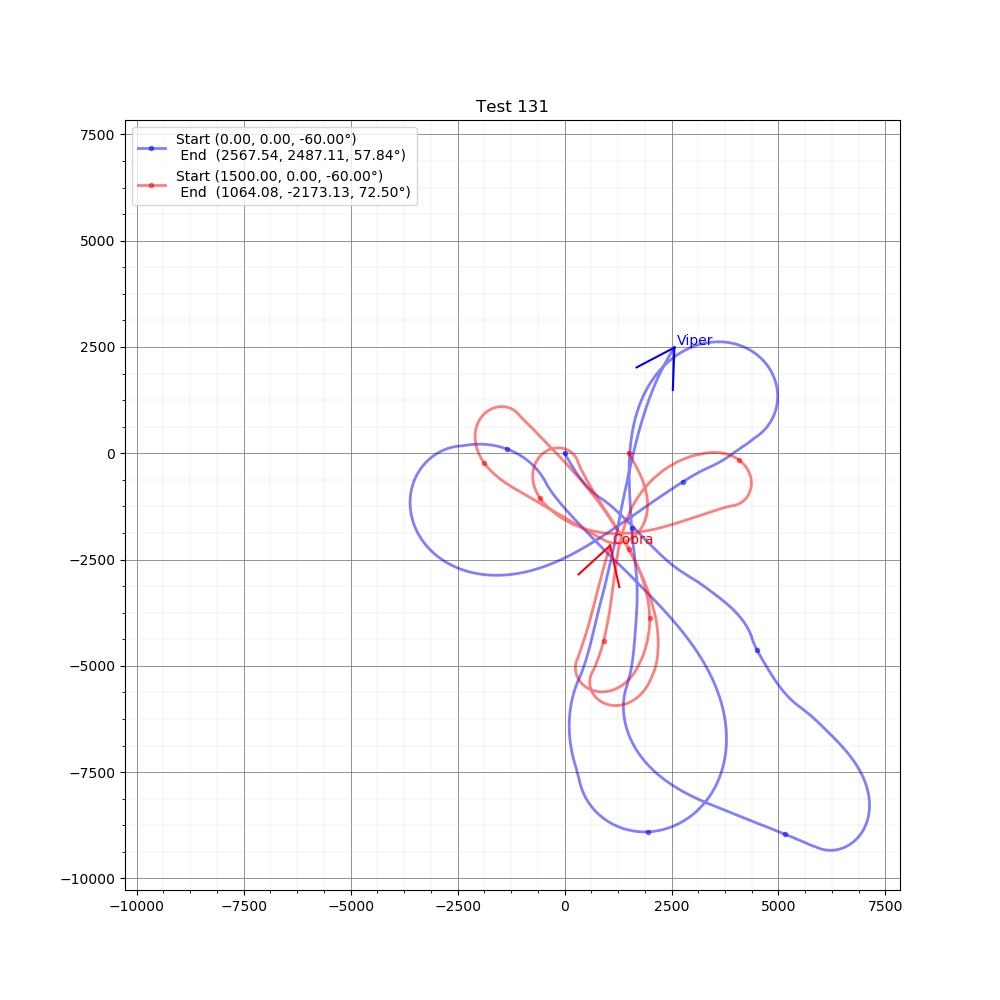 Test 131
Start (0.00, 0.00, -60.00°)
End  (2567.54, 2487.11, 57.84°)
Start (1500.00, 0.00, -60.00°)
End  (1064.08, -2173.13, 72.50°)
7500
5000
2500
0
−2500
−5000
−7500
−10000
Viper
Cobra
−10000 −7500 −5000 −2500 0 2500 5000 7500